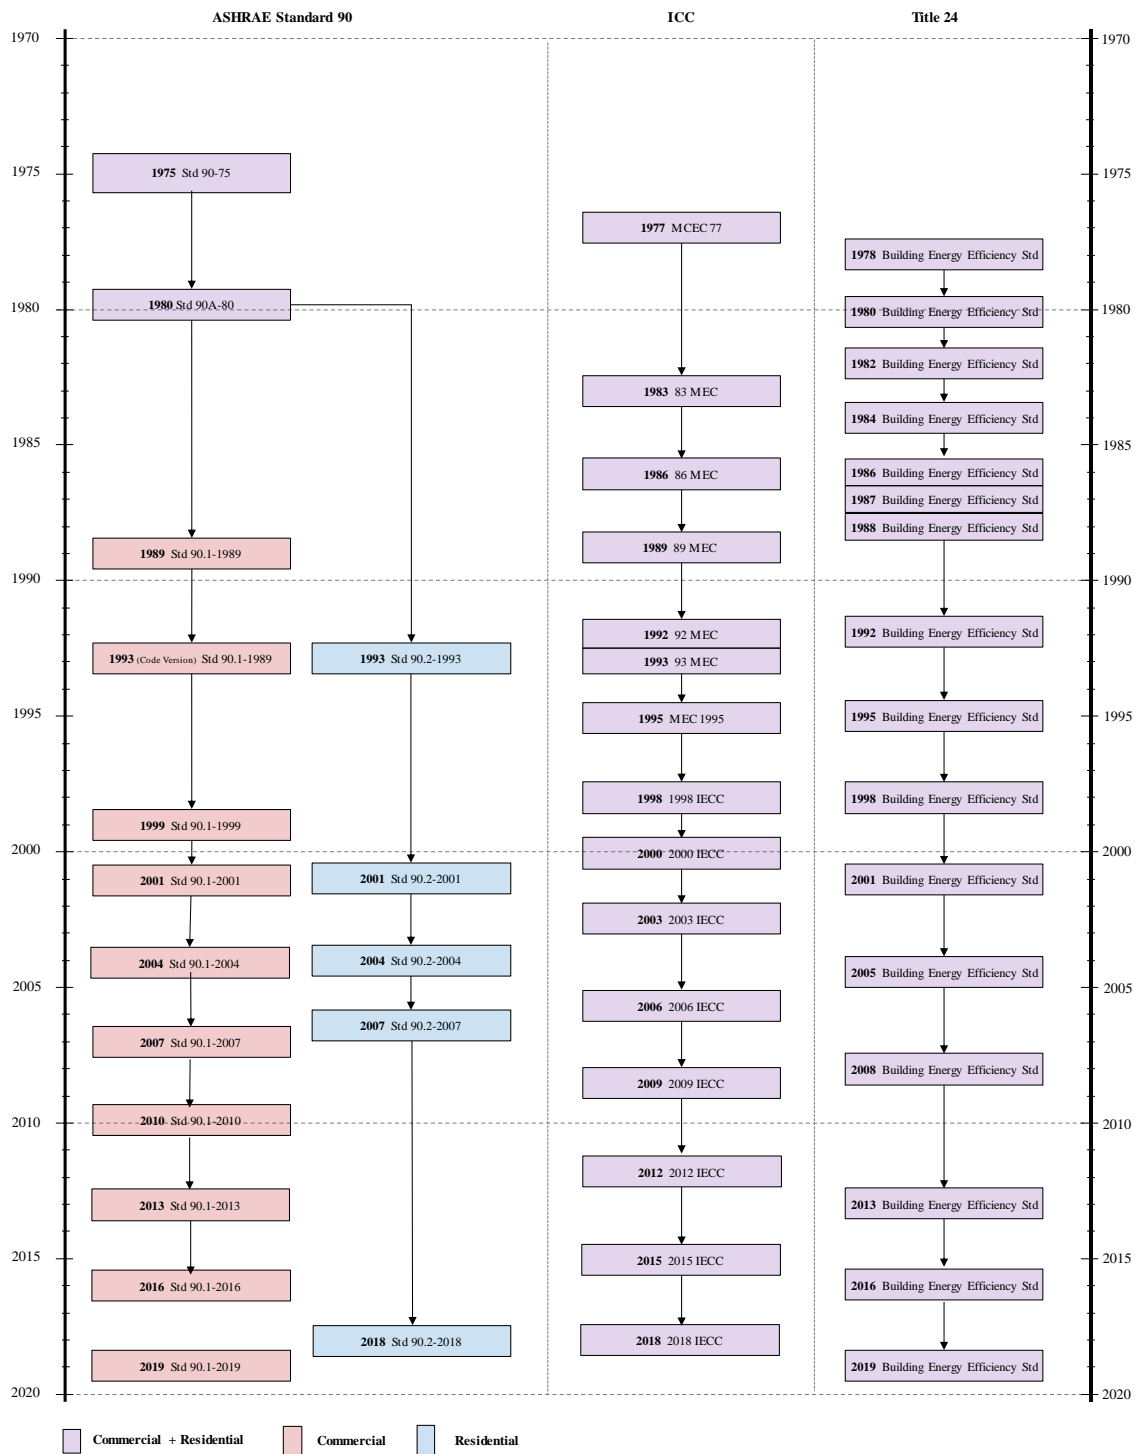 ASHRAE Standard 90 ICC Title 24
1970 1970
1975 Std 90-75
1975 1975
1977 MCEC 77
1978 Building Energy Efficiency Std
1980 Std 90A-80
1980 1980
1980 Building Energy Efficiency Std
1982 Building Energy Efficiency Std
1983 83 MEC
1984 Building Energy Efficiency Std
1985 1985
1986 86 MEC
1986 Building Energy Efficiency Std
1987 Building Energy Efficiency Std
1988 Building Energy Efficiency Std
1989 Std 90.1-1989
1989 89 MEC
1990 1990
1992 92 MEC
1992 Building Energy Efficiency Std
1993 (Code Version) Std 90.1-1989
1993 Std 90.2-1993
1993 93 MEC
1995 1995
1995 MEC 1995
1995 Building Energy Efficiency Std
1998 1998 IECC
1998 Building Energy Efficiency Std
1999 Std 90.1-1999
2000 2000
2000 2000 IECC
2001 Std 90.1-2001
2001 Std 90.2-2001
2001 Building Energy Efficiency Std
2003 2003 IECC
2004 Std 90.1-2004
2004 Std 90.2-2004
2005 Building Energy Efficiency Std
2005 2005
2006 2006 IECC
2007 Std 90.1-2007
2007 Std 90.2-2007
2008 Building Energy Efficiency Std
2009 2009 IECC
2010 Std 90.1-2010
2010 2010
2012 2012 IECC
2013 Std 90.1-2013
2013 Building Energy Efficiency Std
2015 2015
2015 2015 IECC
2016 Std 90.1-2016
2016 Building Energy Efficiency Std
2018 Std 90.2-2018
2018 2018 IECC
2019 Std 90.1-2019
2019 Building Energy Efficiency Std
2020 2020
Commercial + Residential Commercial Residential